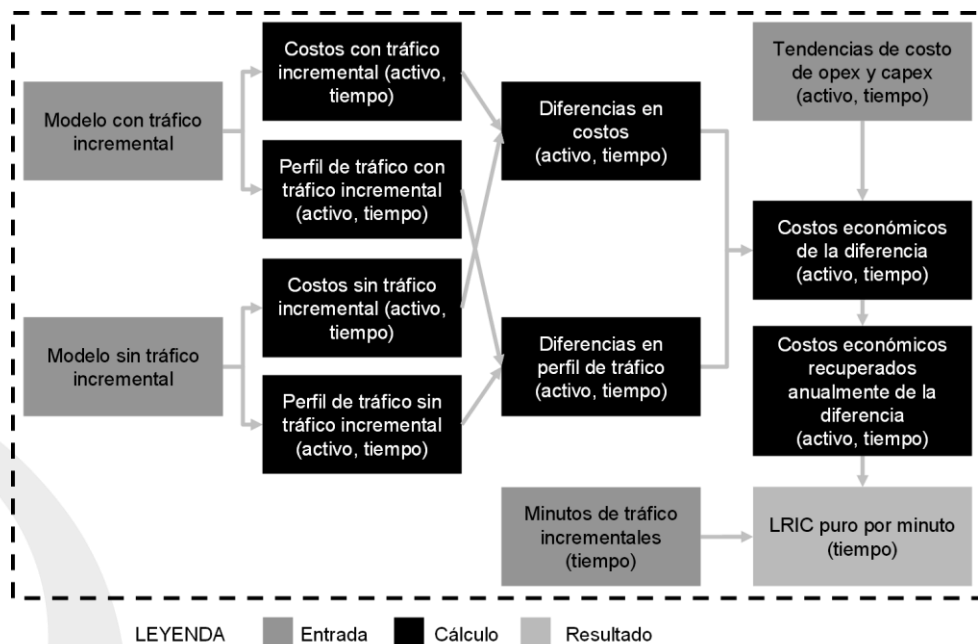 Modelo con tráfico
incremental
Modelo sin tráfico
incremental
Costos con tráfico
incremental (activo,
tiempo)
Perfil de tráfico con
tráfico incremental
(activo, tiempo)
Costos sin tráfico
incremental (activo,
tiempo)
Perfil de tráfico sin
tráfico incremental
(activo, tiempo)
Diferencias en
costos
(activo, tiempo)
Diferencias en
perfil de tráfico
(activo, tiempo)
Minutos de tráfico
incrementales
(tiempo)
Tendencias de costo
de opex y capex
(activo, tiempo)
Costos económicos
de la diferencia
(activo, tiempo)
Costos económicos
recuperados
anualmente de la
diferencia
(activo, tiempo)
LRIC puro por minuto
(tiempo)
LEYENDA Entrada Cálculo Resultado